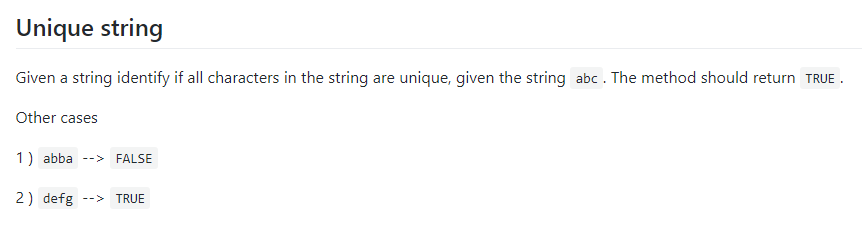 Unique string
Given a string identify if all characters in the string are unique, given the string abc. The method should return TRUE.
Other cases
1 ) abba --> FALSE
2 ) defg --> TRUE